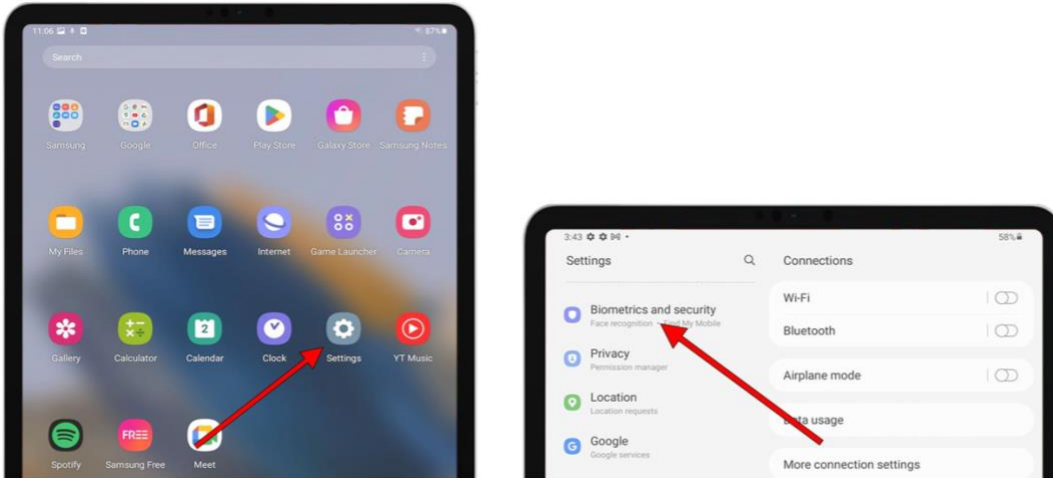 11:06
87%
Search
Samsung
Google
Office
Play Store
Galaxy Store
Samsung Notes
My Files
Phone
Messages
Internet
Game Launcher
Camera
2
Gallery
Calculator
Calendar
Clock
Settings
YT Music
FREE
Spotify
Samsung Free
Meet
3:43
58%
Settings
Biometrics and security
Face recognition • Find My Mobile
Privacy
Permission manager
Location
Location requests
G
Google
Google services
Connections
Wi-Fi
Bluetooth
Airplane mode
Data usage
More connection settings